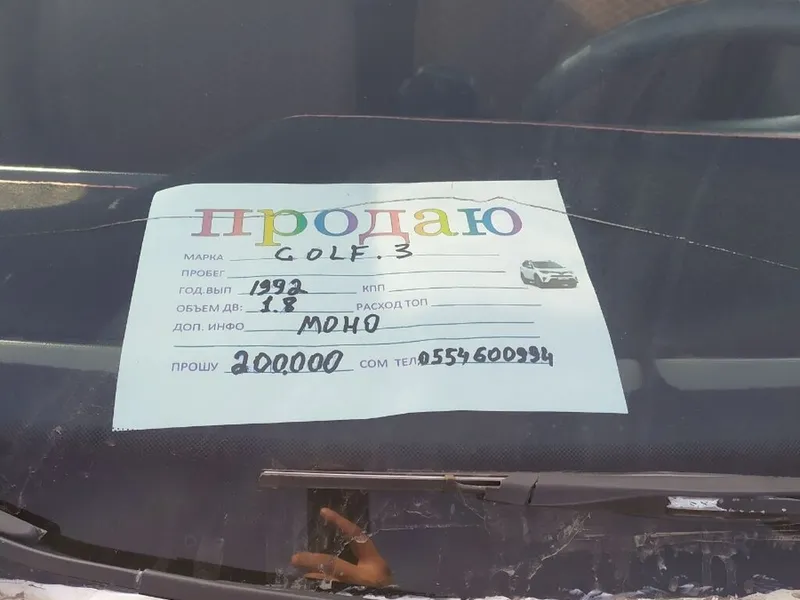 продаю
МАРКА GOLF.3
ПРОБЕГ
ГОД.ВЫП 1992 КПП
ОБЪЕМ ДВ: 1.8 РАСХОД ТОП
ДОП. ИНФО МОНО
ПРОШУ 200.000 СОМ ТЕЛ: 0554600994